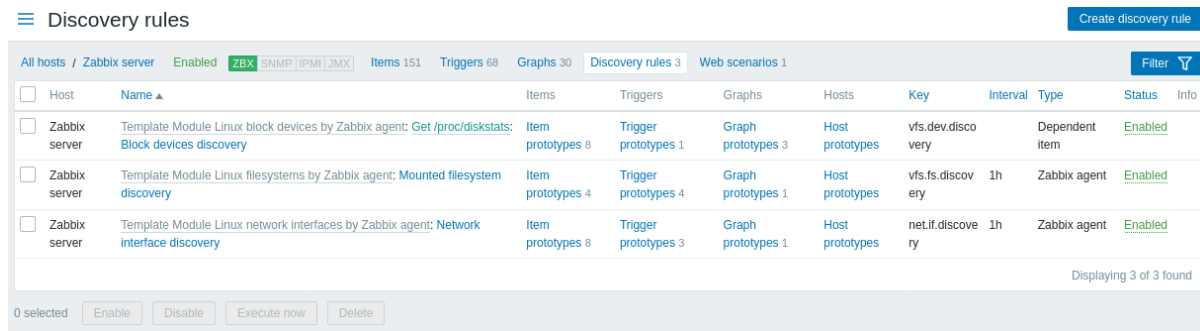 Discovery rules
Create discovery rule
All hosts / Zabbix server Enabled ZBX SNMP IPMI JMX Items 151 Triggers 68 Graphs 30 Discovery rules 3 Web scenarios 1
Filter
Host Name Items Triggers Graphs Hosts Key Interval Type Status Info
Zabbix Template Module Linux block devices by Zabbix agent: Get /proc/diskstats: Item Trigger Graph Host vfs.dev.disco Dependent Enabled
server Block devices discovery prototypes 8 prototypes 1 prototypes 3 prototypes very item
Zabbix Template Module Linux filesystems by Zabbix agent: Mounted filesystem Item Trigger Graph Host vfs.fs.discov 1h Zabbix agent Enabled
server discovery prototypes 4 prototypes 4 prototypes 1 prototypes ery
Zabbix Template Module Linux network interfaces by Zabbix agent: Network Item Trigger Graph Host net.if.discove 1h Zabbix agent Enabled
server interface discovery prototypes 8 prototypes 3 prototypes 1 prototypes ry
Displaying 3 of 3 found
0 selected Enable Disable Execute now Delete